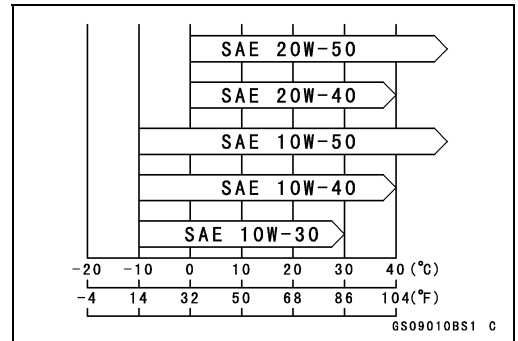 SAE 20W-50
SAE 20W-40
SAE 10W-50
SAE 10W-40
SAE 10W-30
-20 -10 0 10 20 30 40 (°C)
-4 14 32 50 68 86 104(°F)
GS09010BS1 C